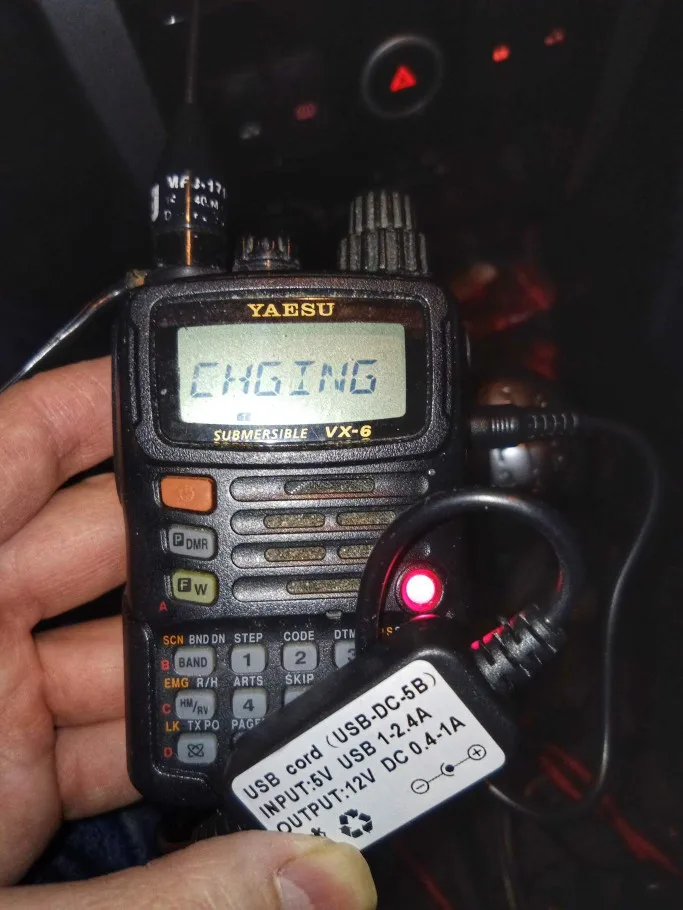 YAESU
CHGING
SUBMERSIBLE VX-6
P DMR
F W
A
SCN BND DN STEP CODE DTM
B BAND 1 2 3
EMG R/H ARTS SKIP
C HM/RV 4
LK TX PO PAGE
D
USB cord (USB-DC-5B)
INPUT:5V USB 1-2.4A
OUTPUT:12V DC 0.4-1A